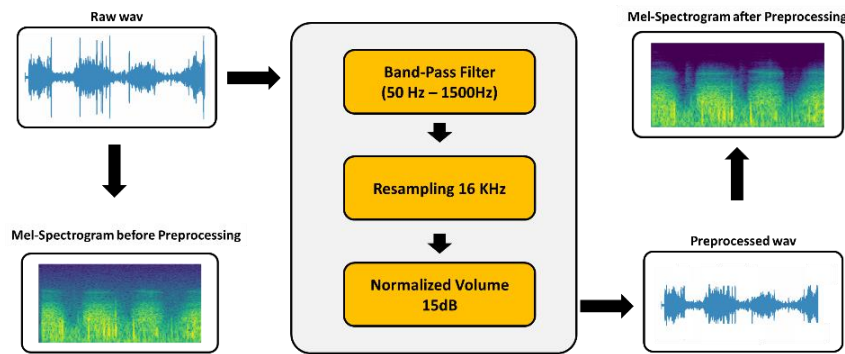 Raw wav
Mel-Spectrogram before Preprocessing
Band-Pass Filter
(50 Hz – 1500Hz)
Resampling 16 KHz
Normalized Volume
15dB
Mel-Spectrogram after Preprocessing
Preprocessed wav